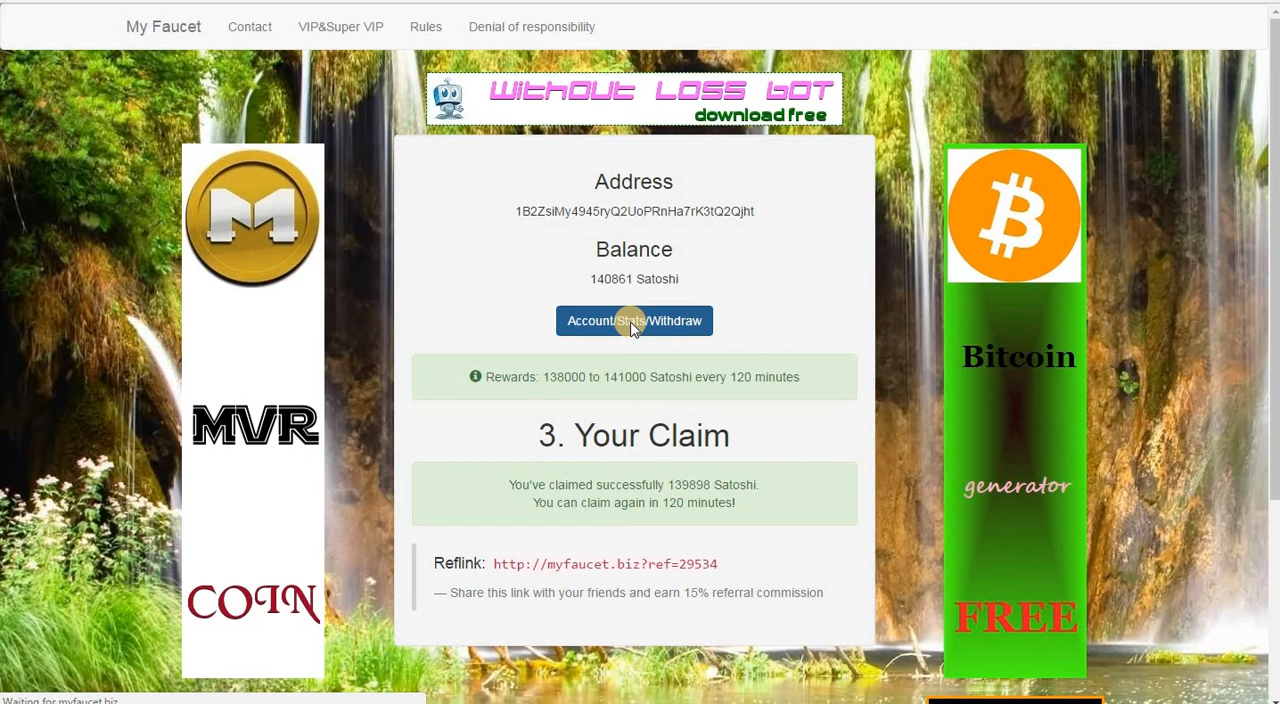 My Faucet
Contact
VIP&Super VIP
Rules
Denial of responsibility
WITHOUT LOSS BOT
download free
Address
1B2ZsiMy4945ryQ2UoPRnHa7rK3tQ2Qjht
Balance
140861 Satoshi
Account/Stats/Withdraw
Rewards: 138000 to 141000 Satoshi every 120 minutes
3. Your Claim
You've claimed successfully 139898 Satoshi.
You can claim again in 120 minutes!
Reflink: http://myfaucet.biz?ref=29534
— Share this link with your friends and earn 15% referral commission
M
MVR
COIN
Bitcoin
generator
FREE
Waiting for myfaucet.biz